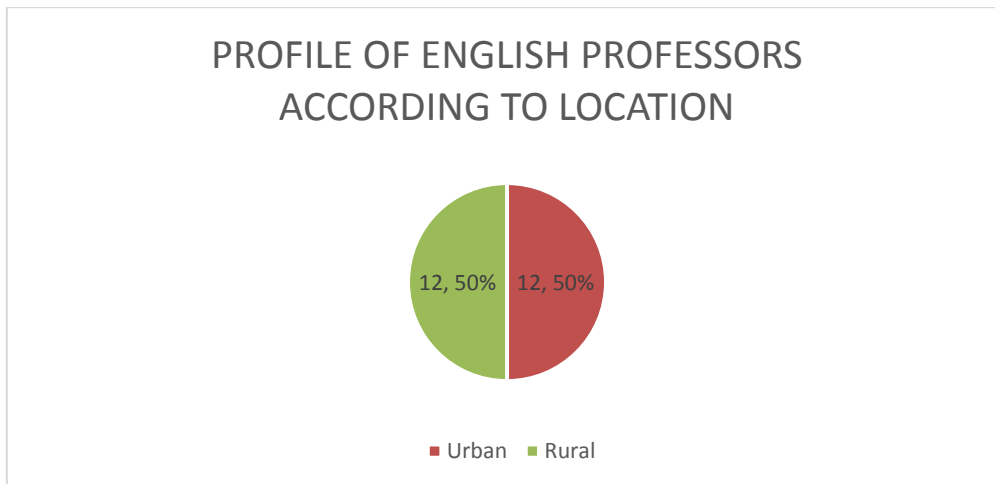 PROFILE OF ENGLISH PROFESSORS
ACCORDING TO LOCATION
12, 50% 12, 50%
Urban Rural